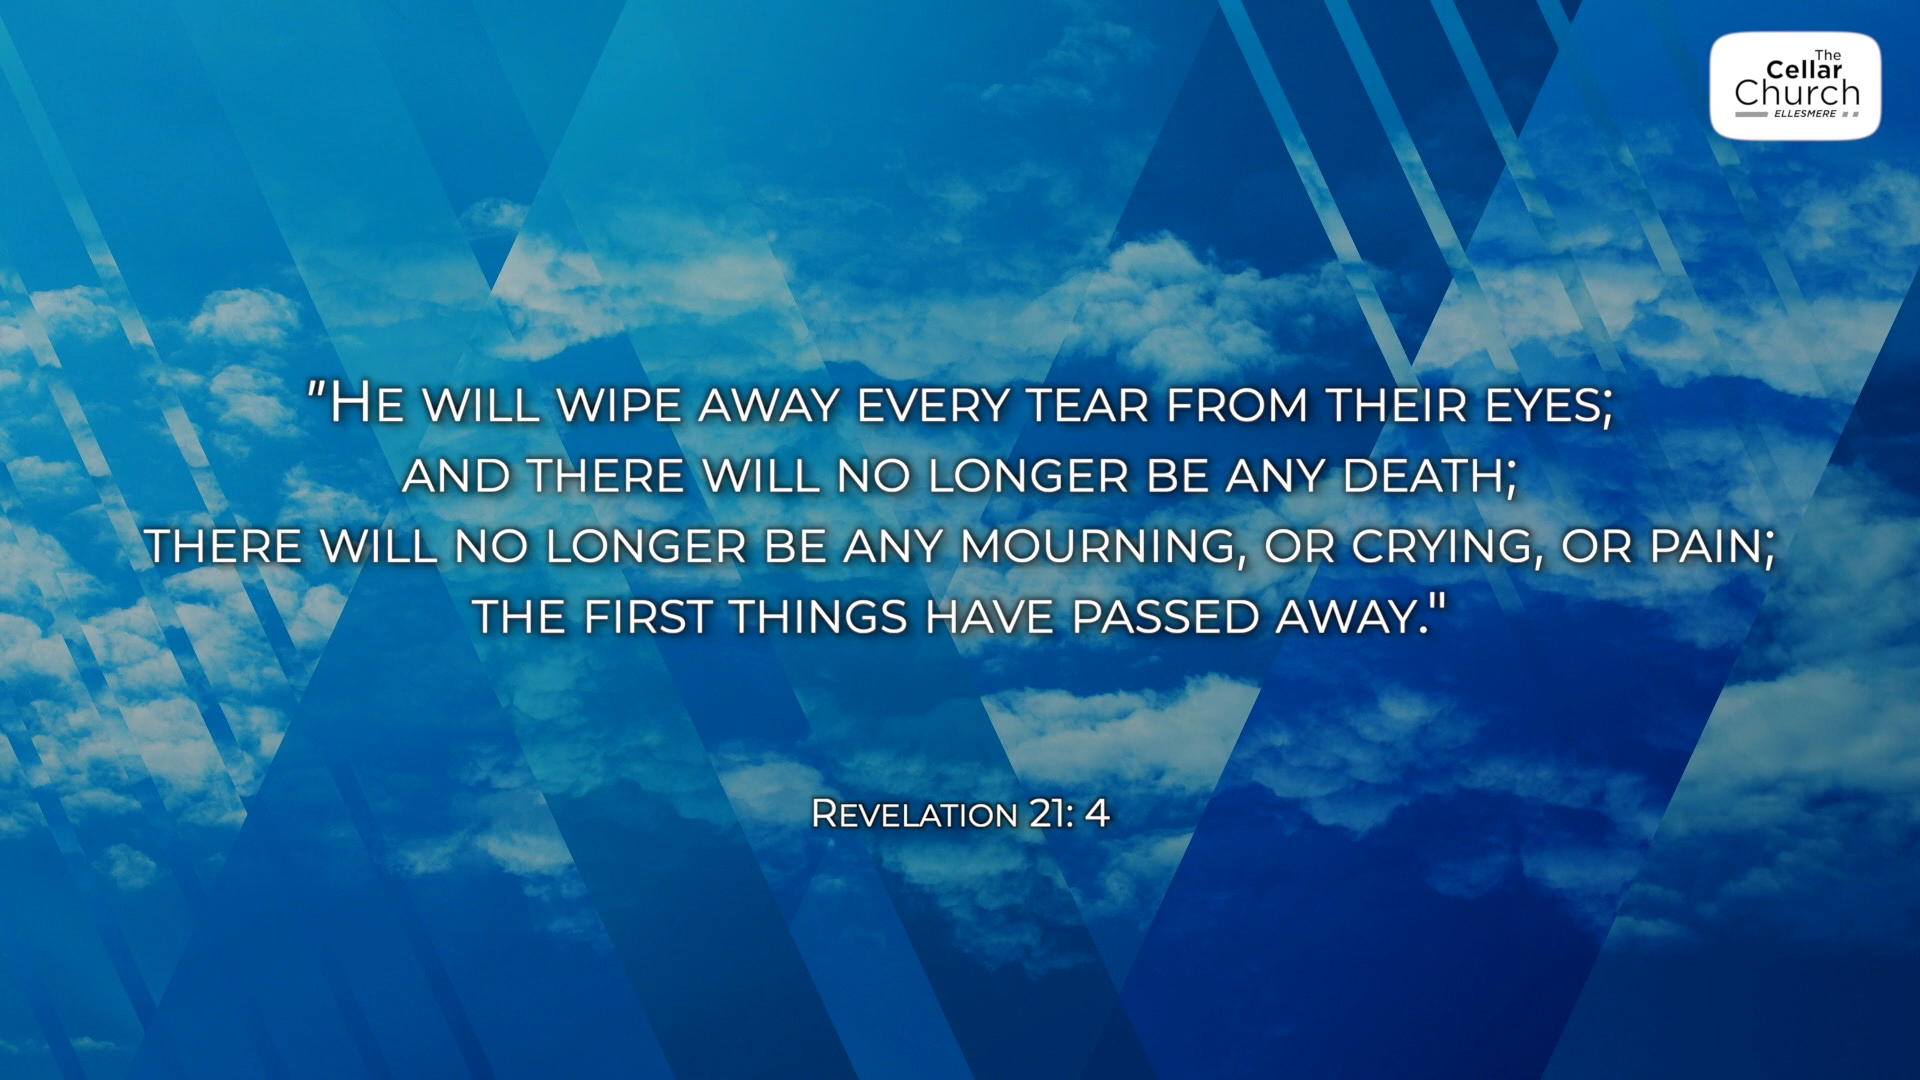 The
Cellar
Church
ELLESMERE
"He will wipe away every tear from their eyes;
and there will no longer be any death;
there will no longer be any mourning, or crying, or pain;
the first things have passed away."
Revelation 21: 4